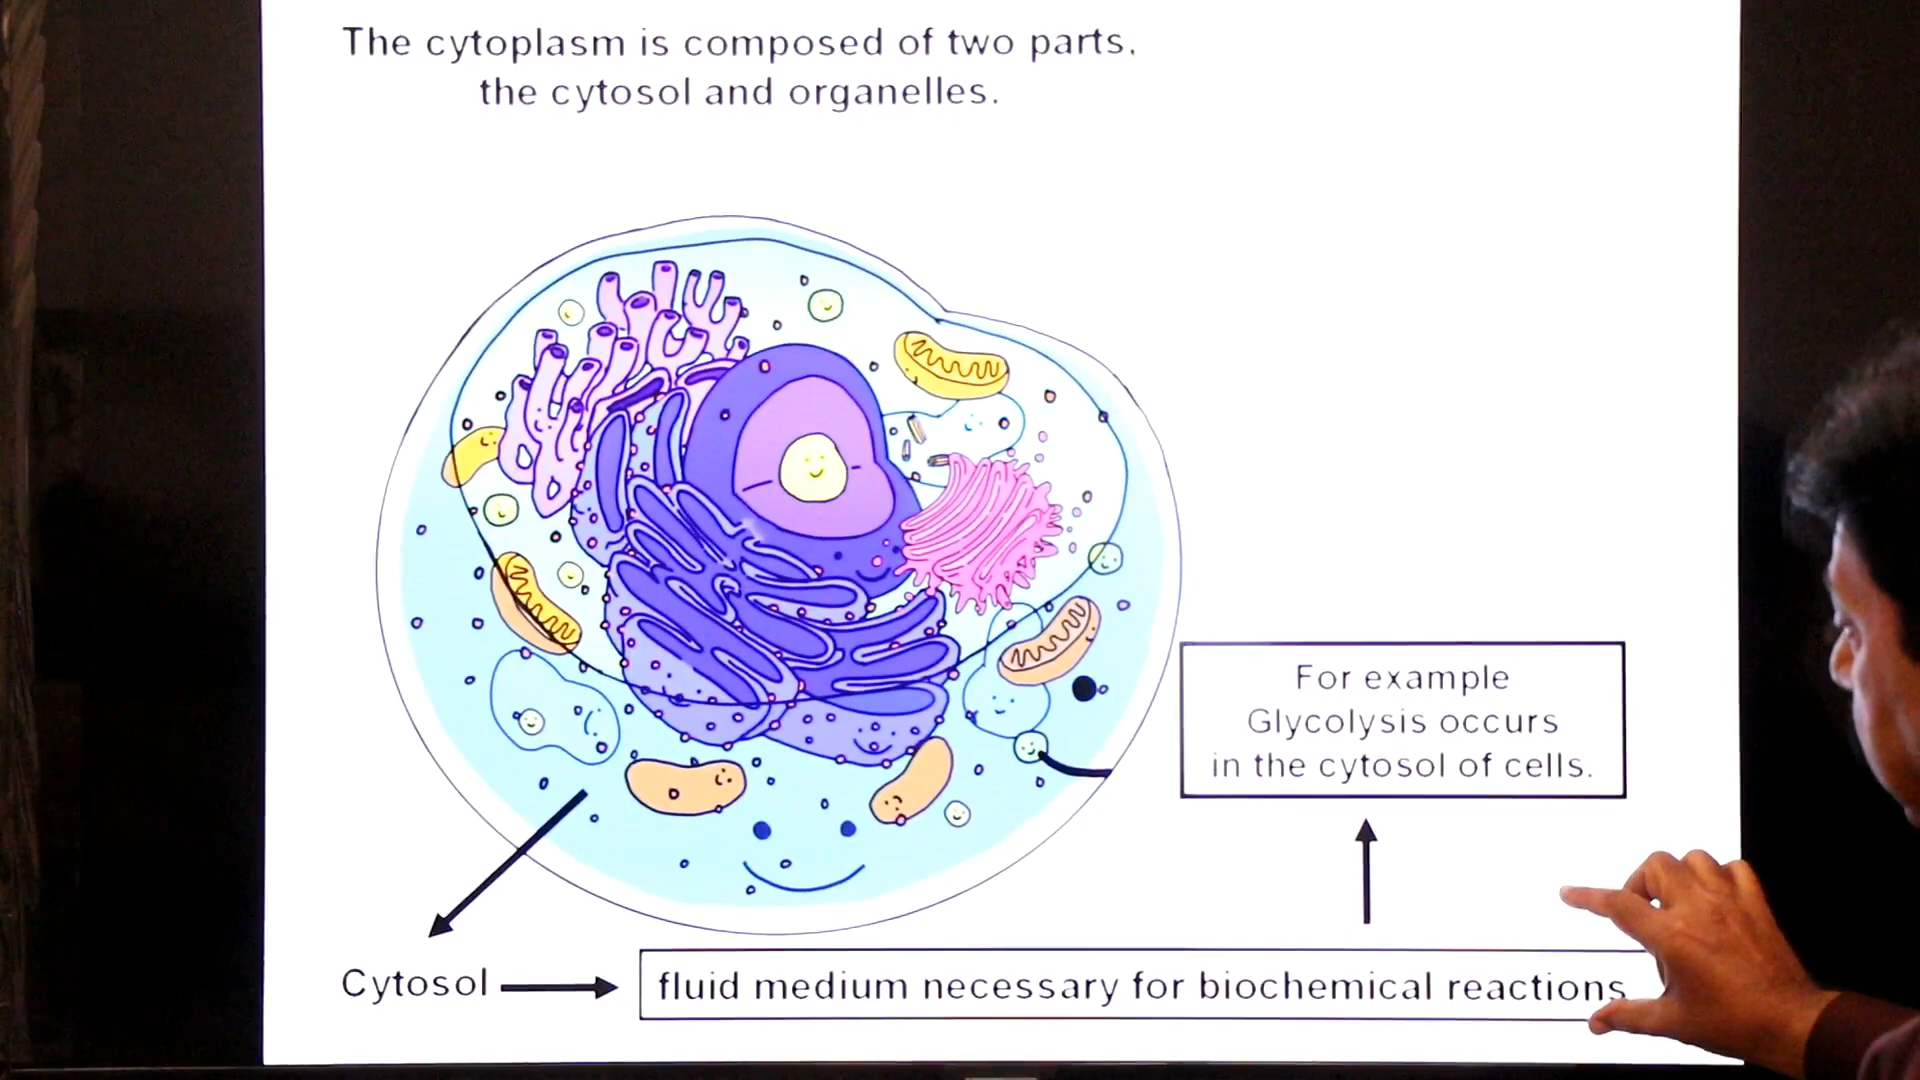 The cytoplasm is composed of two parts.
the cytosol and organelles.
For example
Glycolysis occurs
in the cytosol of cells.
Cytosol
fluid medium necessary for biochemical reactions